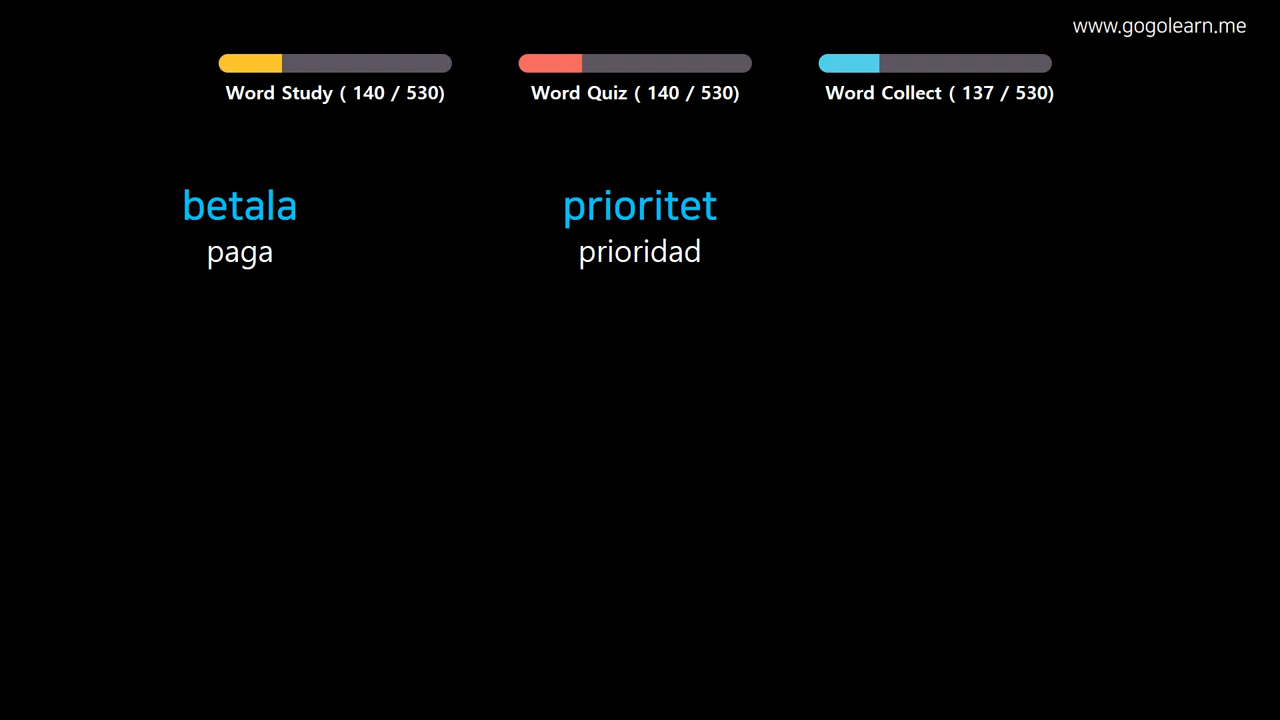 www.gogolearn.me
Word Study ( 140 / 530)
Word Quiz ( 140 / 530)
Word Collect ( 137 / 530)
betala
paga
prioritet
prioridad